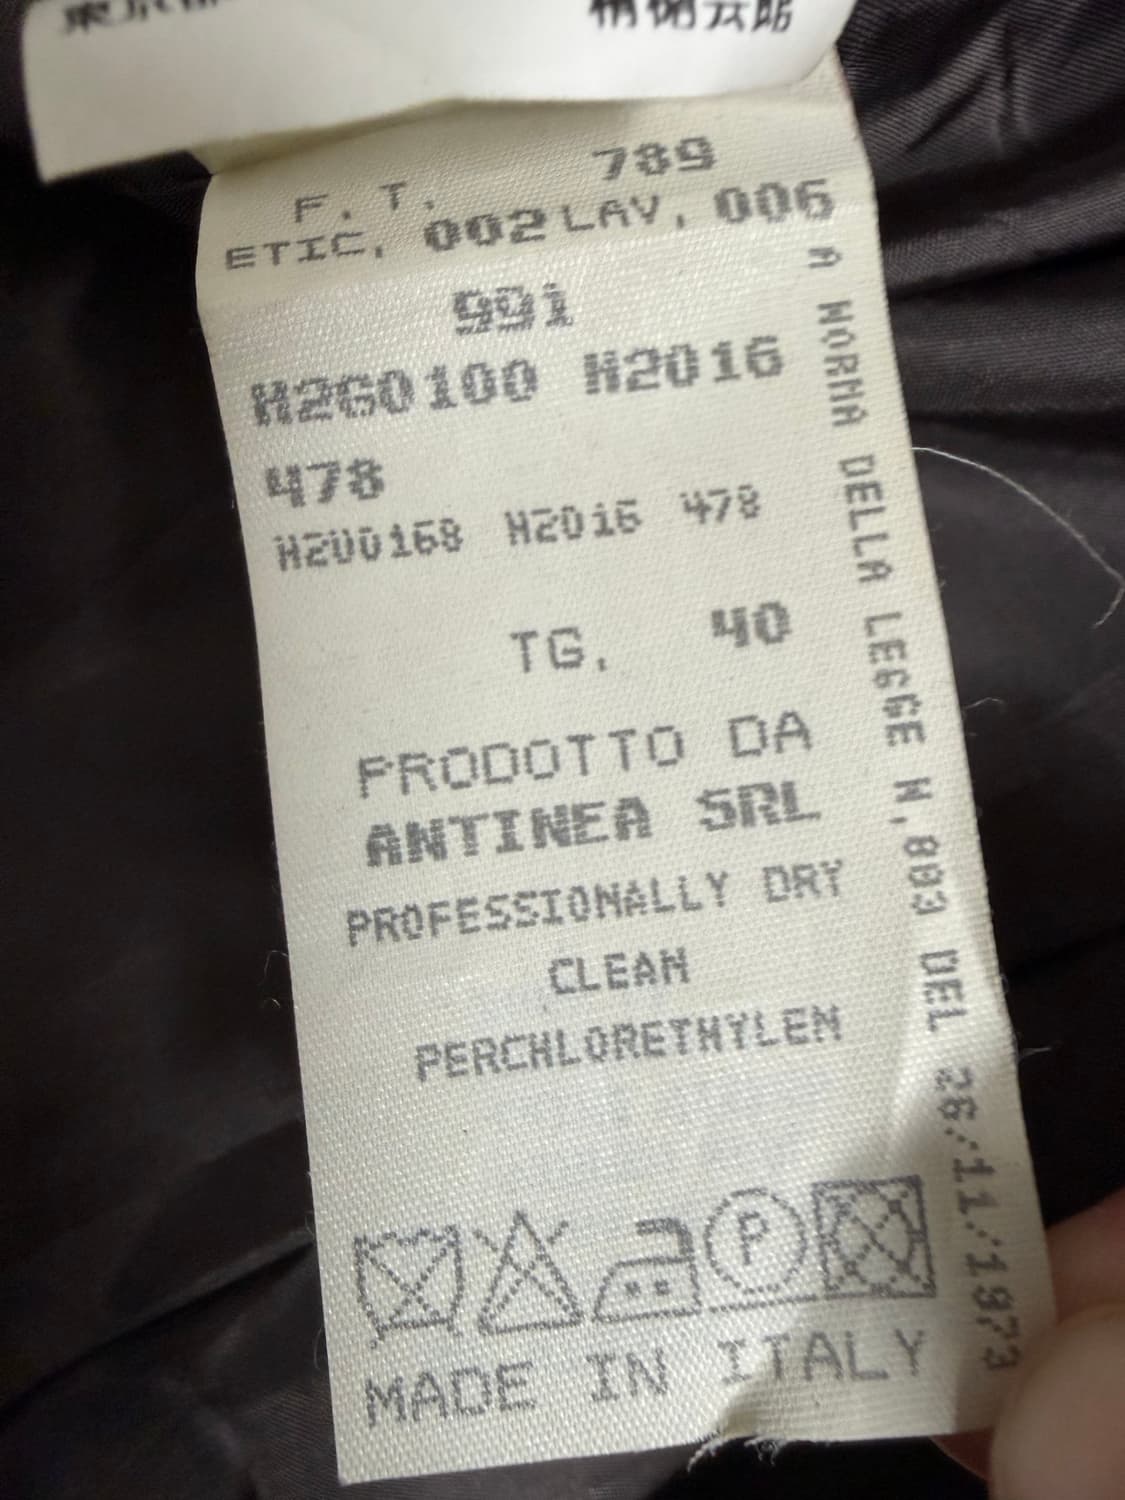 F. T. 789
ETIC. 002 LAV. 006
991
H2G0100 H2016
478
H2U0168 H2016 478
TG. 40
PRODOTTO DA
ANTINEA SRL
PROFESSIONALLY DRY
CLEAN
PERCHLORETHYLEN
P
MADE IN ITALY
A NORMA DELLA LEGGE N.883 DEL 26/11/1973